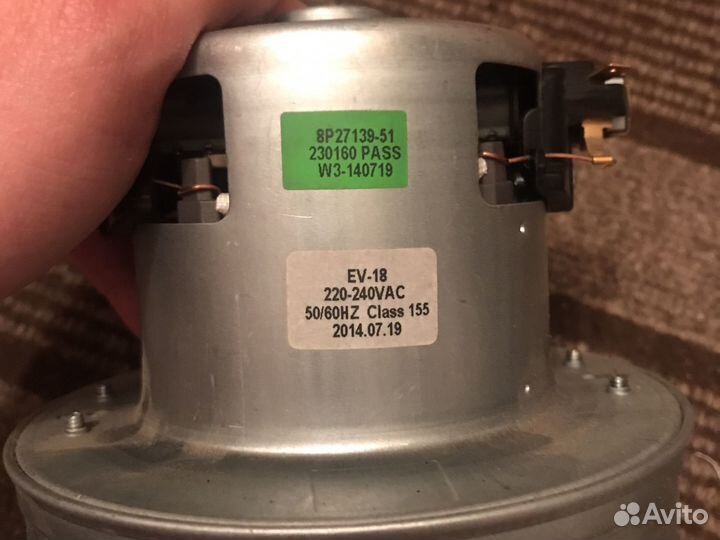 8P27139-51
230160 PASS
W3-140719
EV-18
220-240VAC
50/60HZ Class 155
2014.07.19
Avito